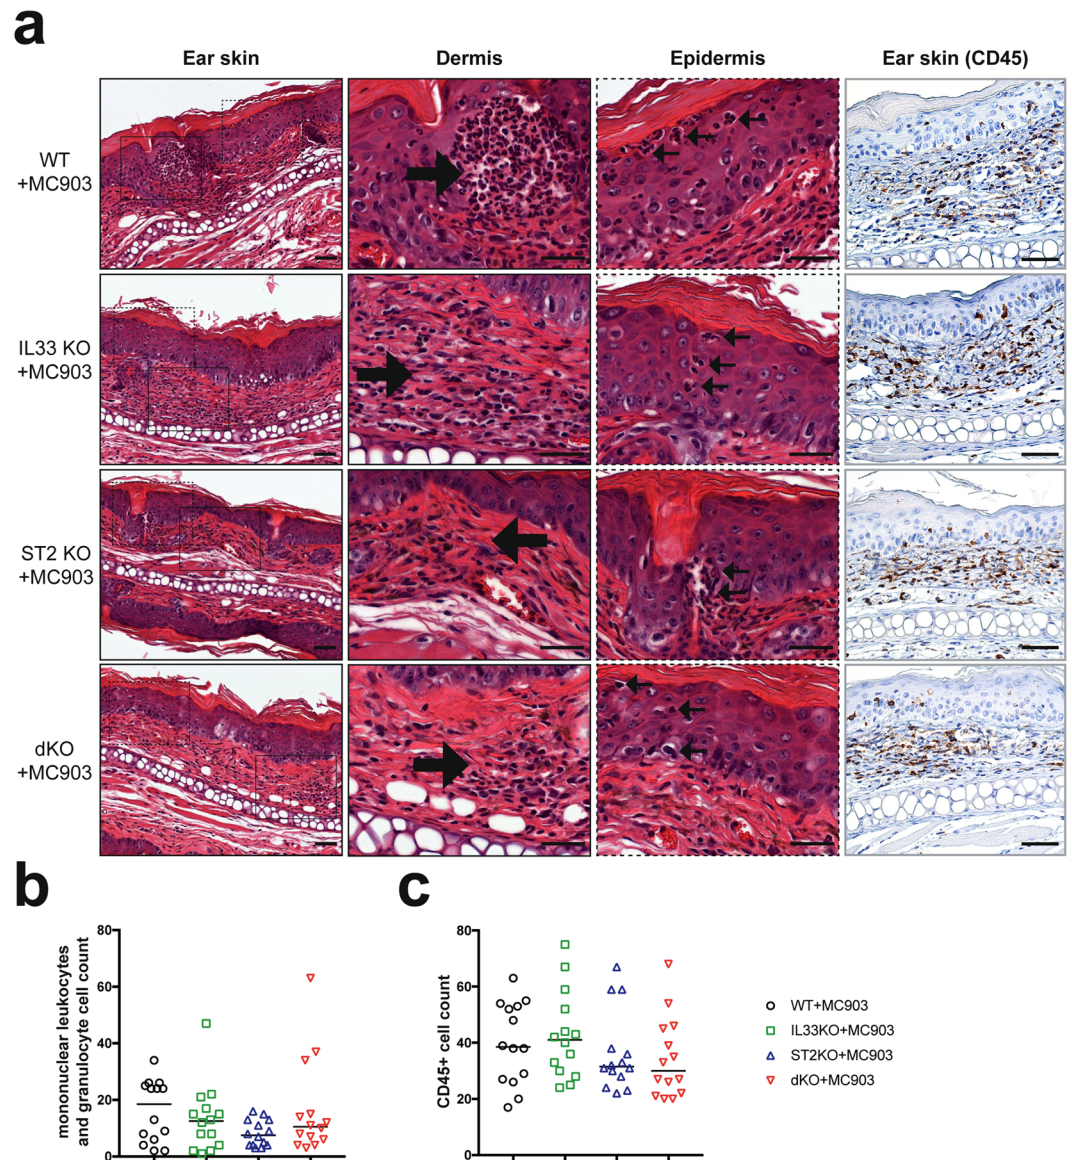 a
Ear skin
Dermis
Epidermis
Ear skin (CD45)
WT
+MC903
IL33 KO
+MC903
ST2 KO
+MC903
dKO
+MC903
b
mononuclear leukocytes
and granulocyte cell count
80
60
40
20
0
c
CD45+ cell count
80
60
40
20
0
WT+MC903
IL33KO+MC903
ST2KO+MC903
dKO+MC903